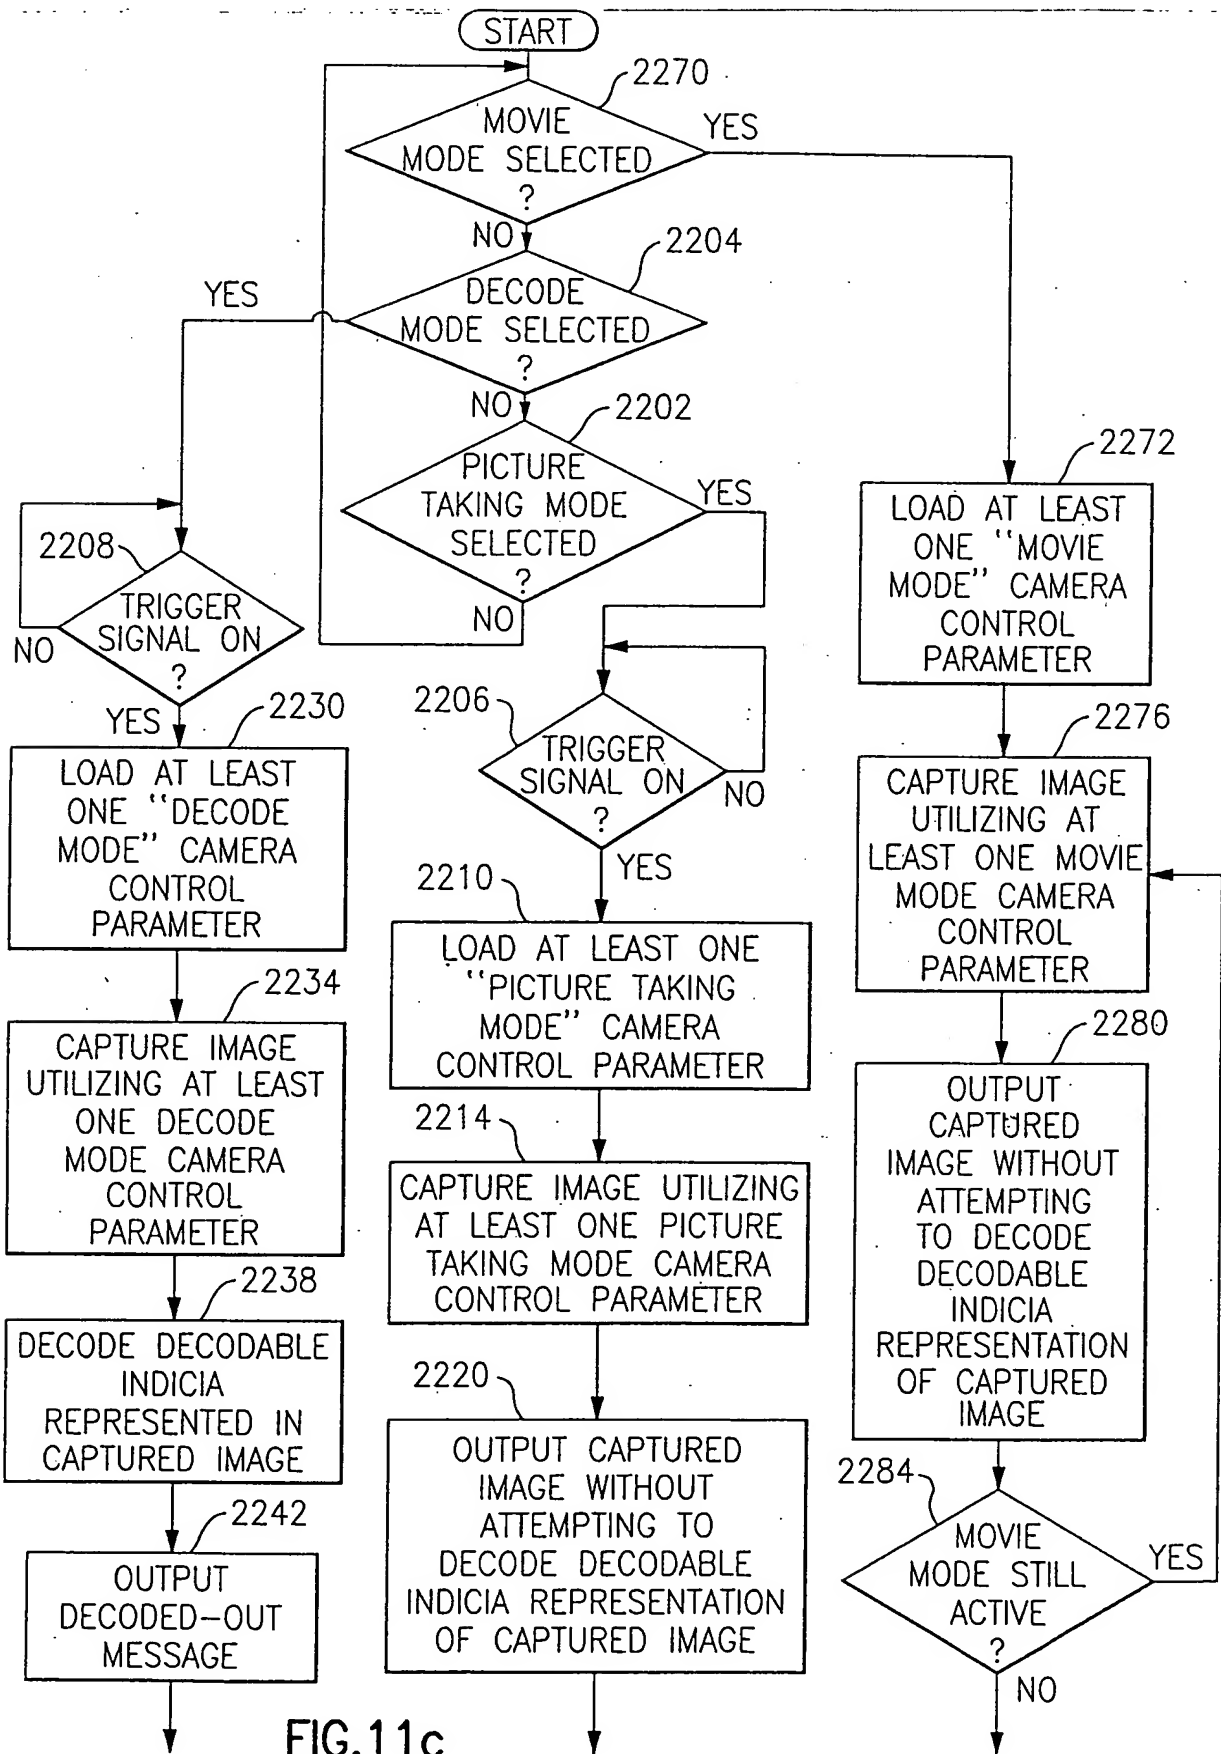 START
2270
MOVIE
MODE SELECTED
?
YES
NO
2204
DECODE
MODE SELECTED
?
YES
NO
2202
PICTURE
TAKING MODE
SELECTED
?
YES
NO
2208
TRIGGER
SIGNAL ON
?
NO
YES
2230
LOAD AT LEAST
ONE "DECODE
MODE" CAMERA
CONTROL
PARAMETER
2234
CAPTURE IMAGE
UTILIZING AT LEAST
ONE DECODE
MODE CAMERA
CONTROL
PARAMETER
2238
DECODE DECODABLE
INDICIA
REPRESENTED IN
CAPTURED IMAGE
2242
OUTPUT
DECODED-OUT
MESSAGE
2206
TRIGGER
SIGNAL ON
?
NO
YES
2210
LOAD AT LEAST ONE
"PICTURE TAKING
MODE" CAMERA
CONTROL PARAMETER
2214
CAPTURE IMAGE UTILIZING
AT LEAST ONE PICTURE
TAKING MODE CAMERA
CONTROL PARAMETER
2220
OUTPUT CAPTURED
IMAGE WITHOUT
ATTEMPTING TO
DECODE DECODABLE
INDICIA REPRESENTATION
OF CAPTURED IMAGE
2272
LOAD AT LEAST
ONE "MOVIE
MODE" CAMERA
CONTROL
PARAMETER
2276
CAPTURE IMAGE
UTILIZING AT
LEAST ONE MOVIE
MODE CAMERA
CONTROL
PARAMETER
2280
OUTPUT
CAPTURED
IMAGE WITHOUT
ATTEMPTING
TO DECODE
DECODABLE
INDICIA
REPRESENTATION
OF CAPTURED
IMAGE
2284
MOVIE
MODE STILL
ACTIVE
?
YES
NO
FIG.11c